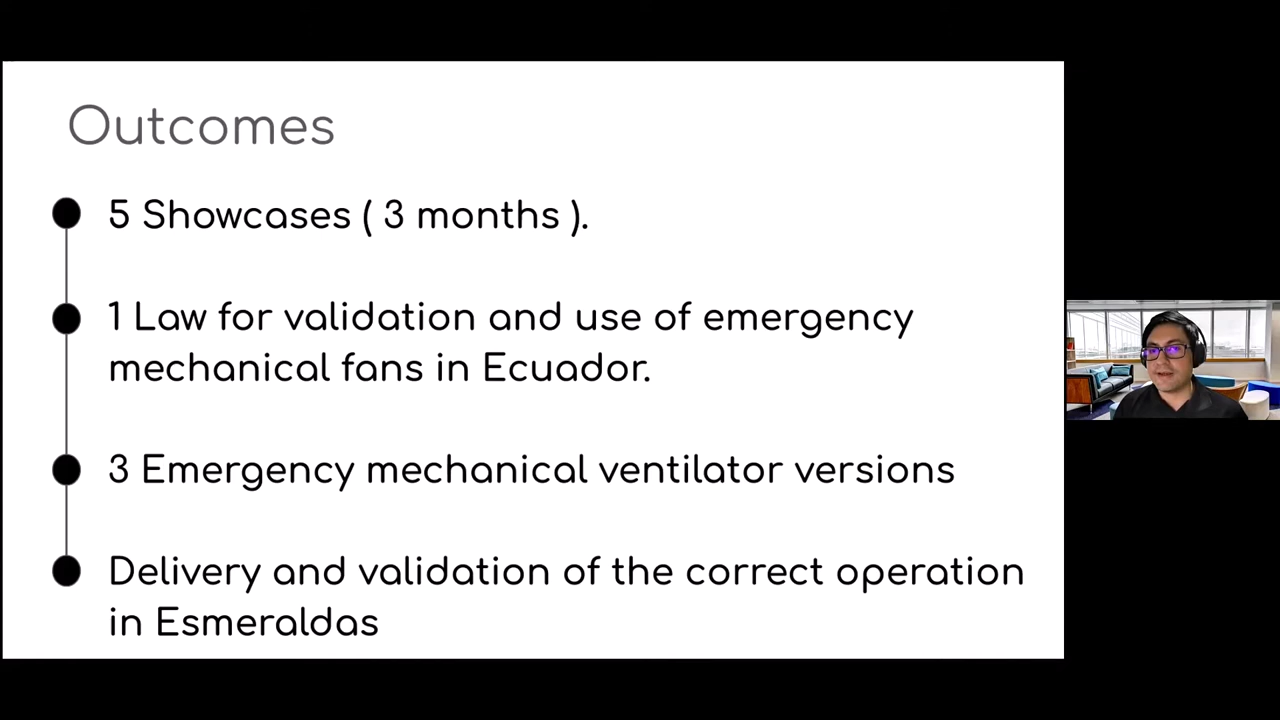 Outcomes
5 Showcases ( 3 months ).
1 Law for validation and use of emergency
mechanical fans in Ecuador.
3 Emergency mechanical ventilator versions
Delivery and validation of the correct operation
in Esmeraldas